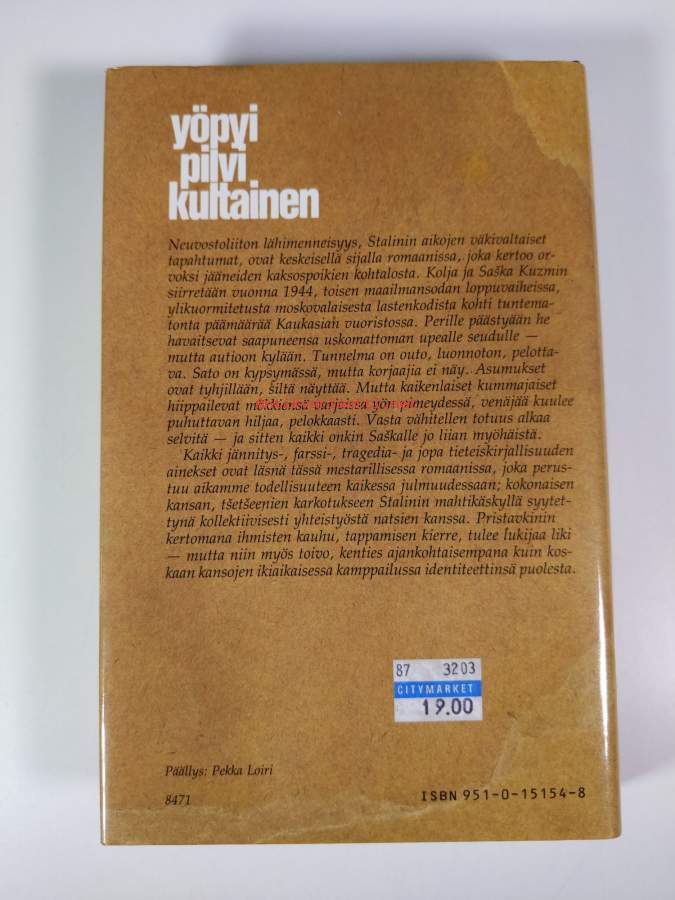 yöpyi
pilvi
kultainen
Neuvostoliiton lähimenneisyys, Stalinin aikojen väkivaltaiset
tapahtumat, ovat keskeisellä sijalla romaanissa, joka kertoo or-
voksi jääneiden kaksospoikien kohtalosta. Kolja ja Saška Kuzmin
siirretään vuonna 1944, toisen maailmansodan loppuvaiheissa,
ylikuormitetusta moskovalaisesta lastenkodista kohti tuntema-
tonta päämäärää Kaukasian vuoristossa. Perille päästyään he
havaitsevat saapuneensa uskomattoman upealle seudulle —
mutta autioon kylään. Tunnelma on outo, luonnoton, pelotta-
va. Sato on kypsymässä, mutta korjaajia ei näy. Asumukset
ovat tyhjillään, siltä näyttää. Mutta kaikenlaiset kummajaiset
hiippailevat mökkiensä varjoissa yön pimeydessä, venäjää kuulee
puhuttavan hiljaa, pelokkaasti. Vasta vähitellen totuus alkaa
selvitä — ja sitten kaikki onkin Saškalle jo liian myöhäistä.
Kaikki jännitys-, farssi-, tragedia- ja jopa tieteiskirjallisuuden
ainekset ovat läsnä tässä mestarillisessa romaanissa, joka perus-
tuu aikamme todellisuuteen kaikessa julmuudessaan; kokonaisen
kansan, tšetšeenien karkotukseen Stalinin mahtikäskyllä syytet-
tynä kollektiivisesti yhteistyöstä natsien kanssa. Pristavkinin
kertomana ihmisten kauhu, tappamisen kierre, tulee lukijaa liki
— mutta niin myös toivo, kenties ajankohtaisempana kuin kos-
kaan kansojen ikiaikaisessa kamppailussa identiteettinsä puolesta.
87 3203
CITYMARKET
19.00
Päällys: Pekka Loiri
8471
ISBN 951-0-15154-8